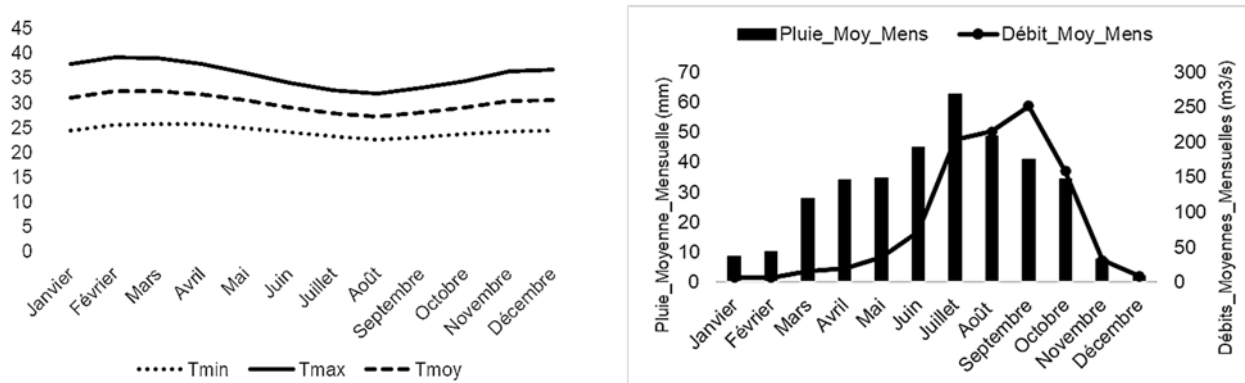 45
40
35
30
25
20
15
10
5
0
Janvier
Février
Mars
Avril
Mai
Juin
Juillet
Août
Septembre
Octobre
Novembre
Décembre
Tmin Tmax Tmoy
Pluie_Moy_Mens Débit_Moy_Mens
Pluie_Moyenne_Mensuelle (mm)
70
60
50
40
30
20
10
0
300
250
200
150
100
50
0
Débits_Moyennes_Mensuelles (m3/s)
Janvier
Février
Mars
Avril
Mai
Juin
Juillet
Août
Septembre
Octobre
Novembre
Décembre